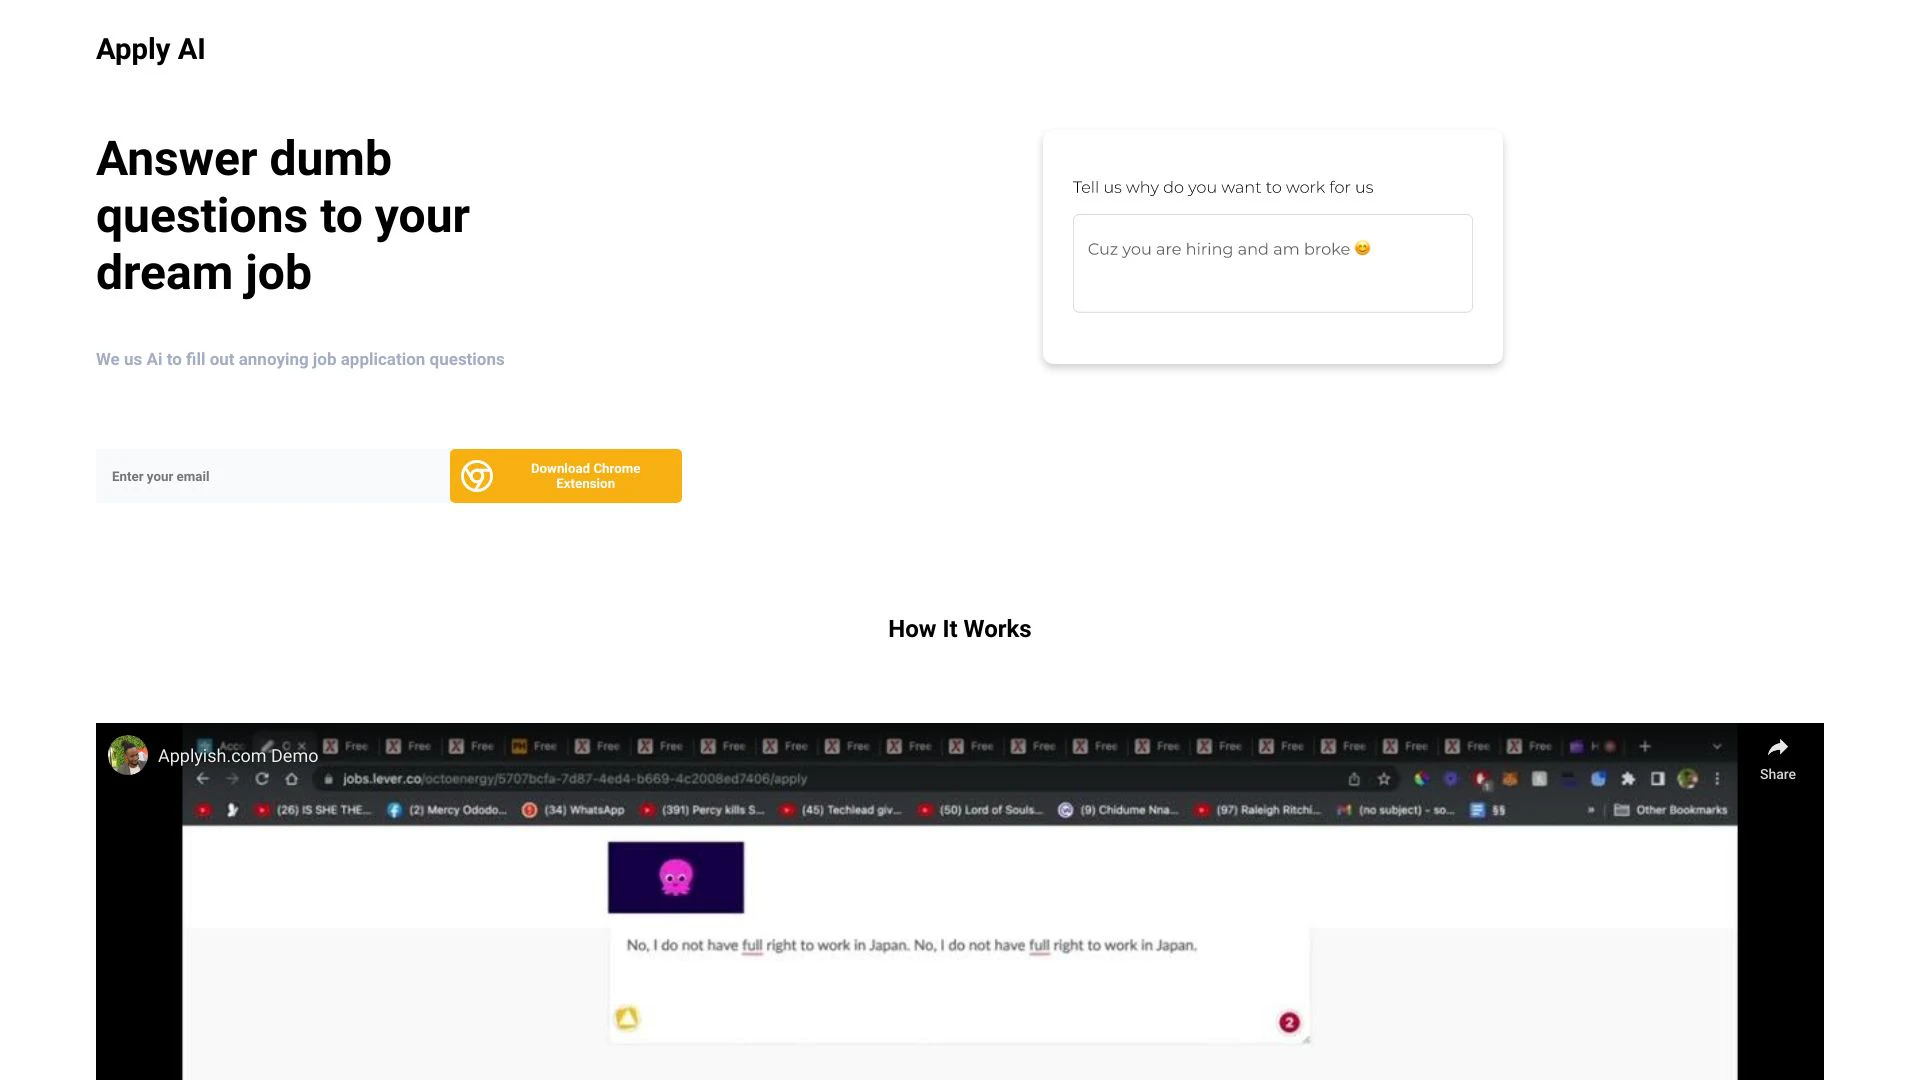 Apply AI
Answer dumb
questions to your
dream job
We us Ai to fill out annoying job application questions
Enter your email
Download Chrome
Extension
Tell us why do you want to work for us
Cuz you are hiring and am broke 😊
How It Works
Applyish.com Demo
Free Free Free Free Free Free Free Free Free Free Free Free Free Free Free Free Free Free Free Free
Share
jobs.lever.co/octoenergy/5707bcfa-7d87-4ed4-b669-4c2008ed7406/apply
(26) IS SHE THE... (2) Mercy Ododo... (34) WhatsApp (391) Percy kills S... (45) Techlead giv... (50) Lord of Souls... (9) Chidume Nna... (97) Raleigh Ritchi... (no subject) - so... §§ » Other Bookmarks
No, I do not have full right to work in Japan. No, I do not have full right to work in Japan.
2